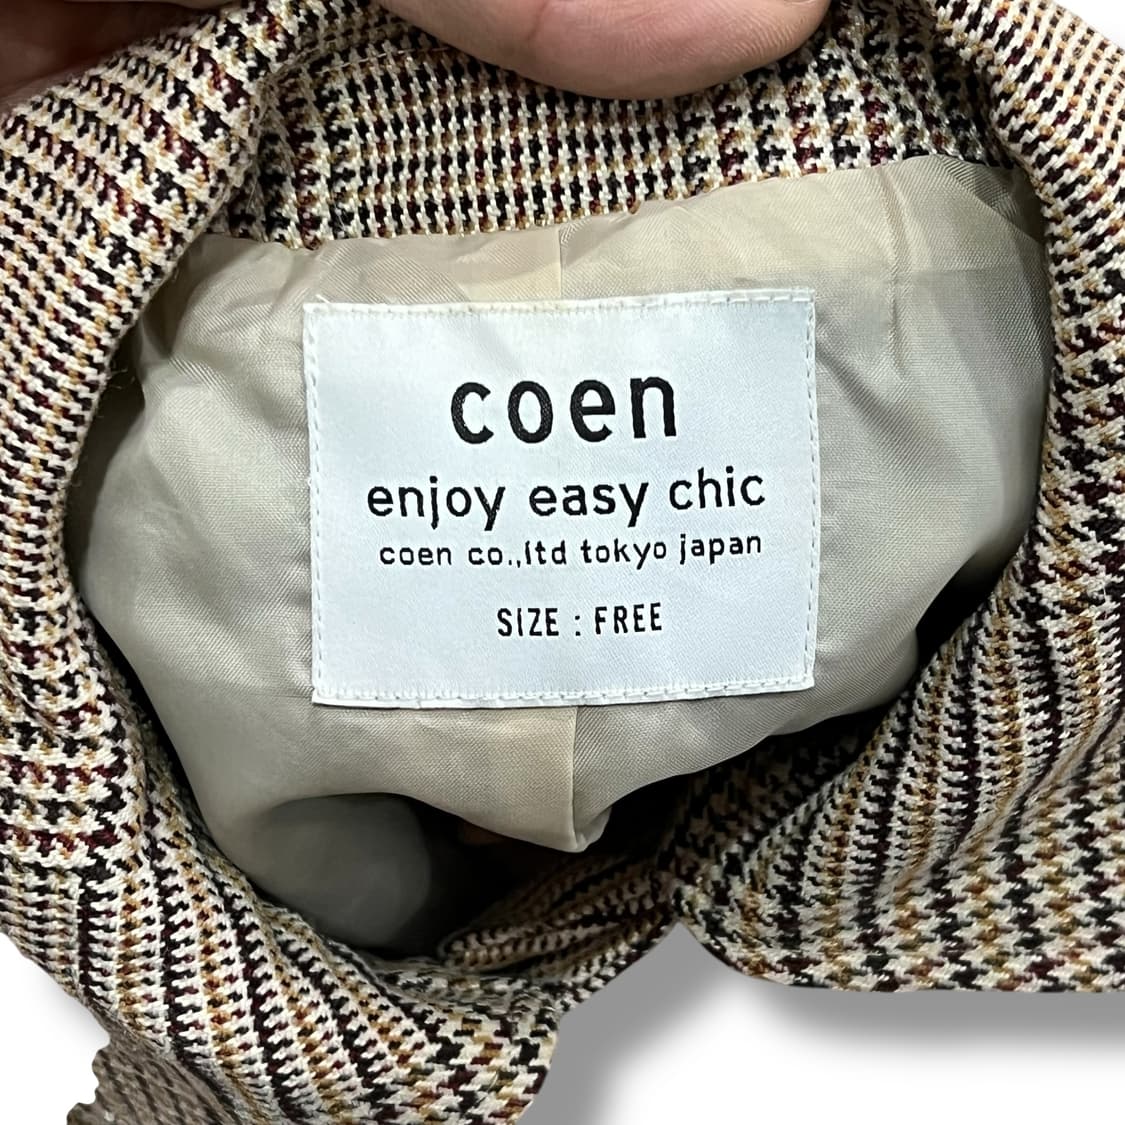 coen
enjoy easy chic
coen co.,ltd tokyo japan
SIZE : FREE